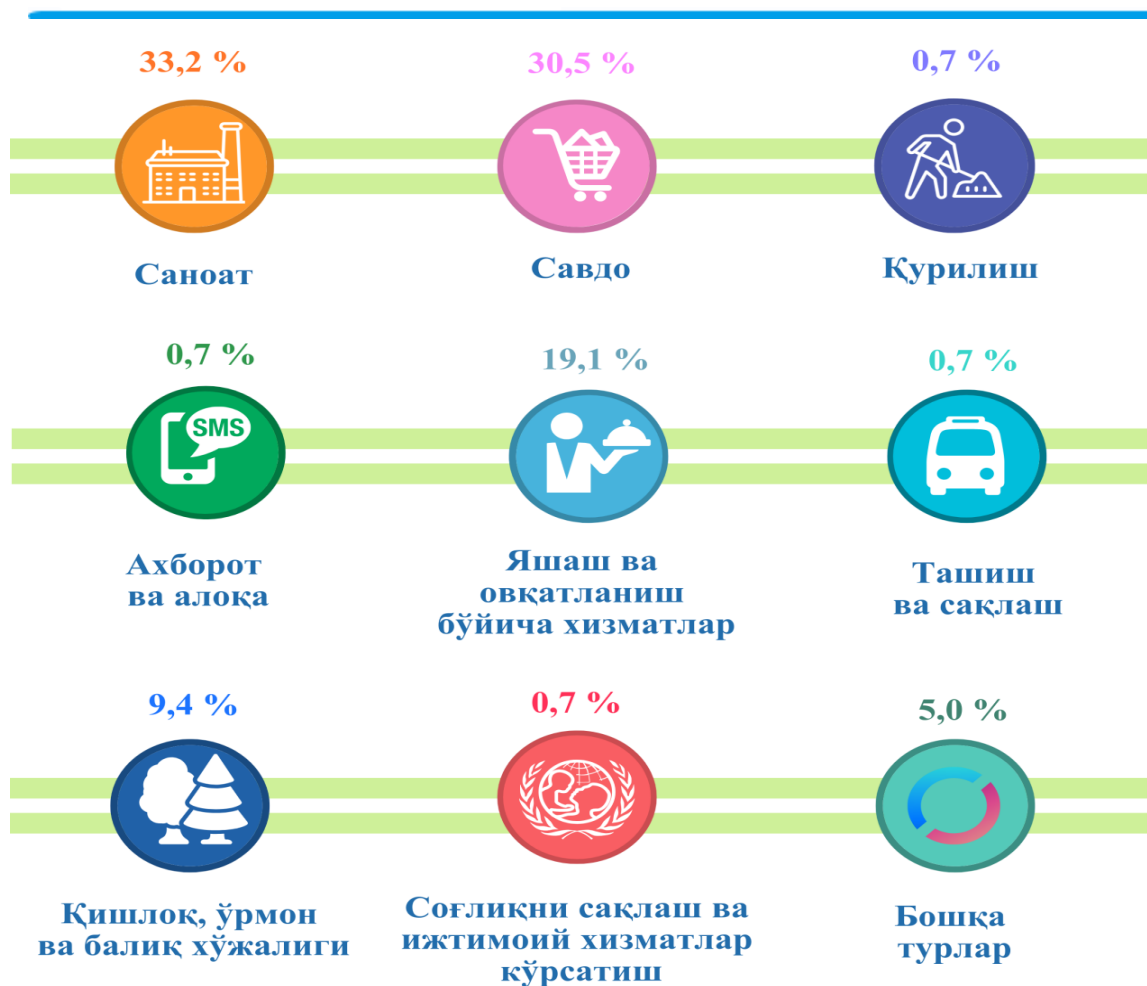 33,2 %
30,5 %
0,7 %
Саноат
Савдо
Қурилиш
0,7 %
19,1 %
0,7 %
SMS
Ахборот
ва алоқа
Яшаш ва
овқатланиш
бўйича хизматлар
Ташиш
ва сақлаш
9,4 %
0,7 %
5,0 %
Қишлоқ, ўрмон
ва балиқ хўжалиги
Соғлиқни сақлаш ва
ижтимоий хизматлар
кўрсатиш
Бошқа
турлар